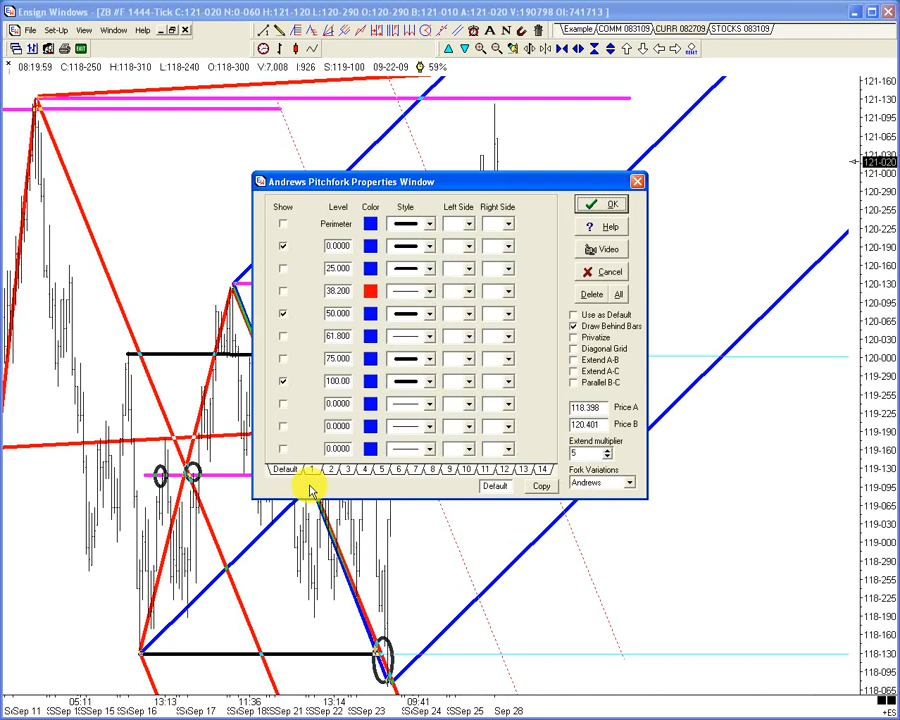 Ensign Windows - [ZB #F 1444-Tick C:121-020 N:0-060 H:121-120 L:120-290 O:120-290 B:121-010 A:121-020 V:190798 OI:741713 ]
File Set-Up View Windows Help
Example COMM 083109 CURR 082709 STOCKS 083109
EXIT
08:19:59 C:118-250 H:118-310 L:118-240 O:118-300 V:7,008 I:926 S:119-100 09-22-09 59%
121-160
121-130
121-095
121-065
121-020
121-000
120-290
120-255
120-225
120-190
120-160
120-130
120-095
120-065
120-030
120-000
119-290
119-255
119-225
119-190
119-160
119-130
119-095
119-065
119-030
119-000
118-290
118-255
118-225
118-190
118-160
118-130
118-095
118-065
+ES
Andrews Pitchfork Properties Window
Show Level Color Style Left Side Right Side
Perimeter
0.0000
25.000
38.200
50.000
61.800
75.000
100.00
0.0000
0.0000
0.0000
Default 1 2 3 4 5 6 7 8 9 10 11 12 13 14
Default Copy
OK
Help
Video
Cancel
Delete All
Use as Default
Draw Behind Bars
Privatize
Diagonal Grid
Extend A-B
Extend A-C
Parallel B-C
118.398 Price A
120.401 Price B
Extend multiplier
5
Fork Variations
Andrews
05:11 13:13 11:36 13:14 09:41
Sep 11 Sep 15 Sep 16 Sep 17 Sep 18 Sep 21 Sep 22 Sep 23 Sep 24 Sep 25 Sep 28